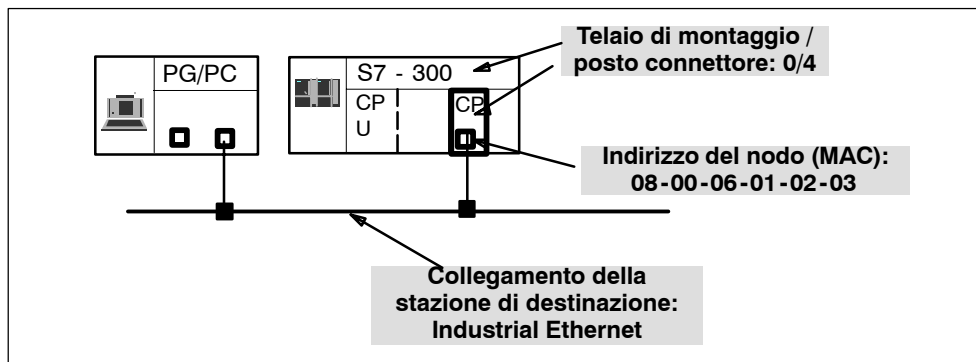 Telaio di montaggio /
posto connettore: 0/4
PG/PC
S7 - 300
CP
U
CP
Indirizzo del nodo (MAC):
08-00-06-01-02-03
Collegamento della
stazione di destinazione:
Industrial Ethernet